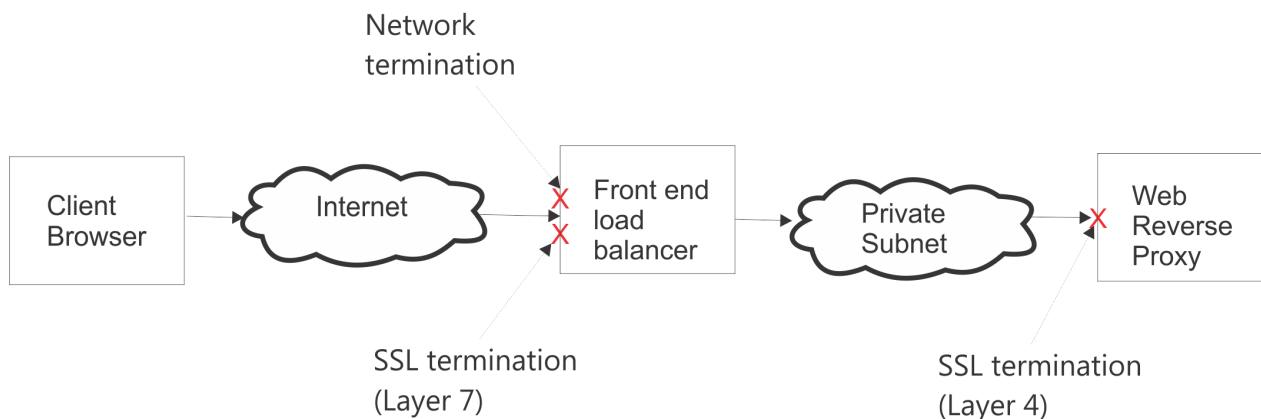 Network
termination
Client
Browser
Internet
X
X
Front end
load
balancer
Private
Subnet
X
Web
Reverse
Proxy
SSL termination
(Layer 7)
SSL termination
(Layer 4)